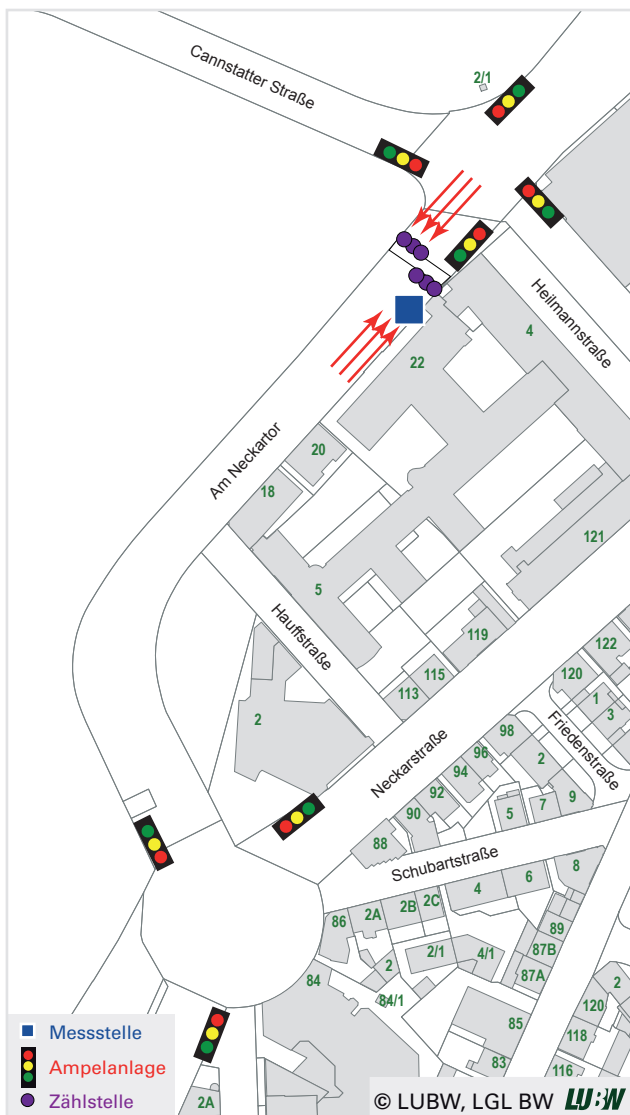 Cannstatter Straße
2/1
Heilmannstraße
4
22
Am Neckartor
20
18
121
5
Hauffstraße
119
115
113
122
120
1
3
Friedenstraße
98
2
96
94
92
90
88
Neckarstraße
2
5
7
9
Schubartstraße
8
6
4
2C
2B
2A
86
89
87B
87A
2/1
4/1
2
84
84/1
85
83
2
120
118
116
2A
Messstelle
Ampelanlage
Zählstelle
© LUBW, LGL BW LUBW